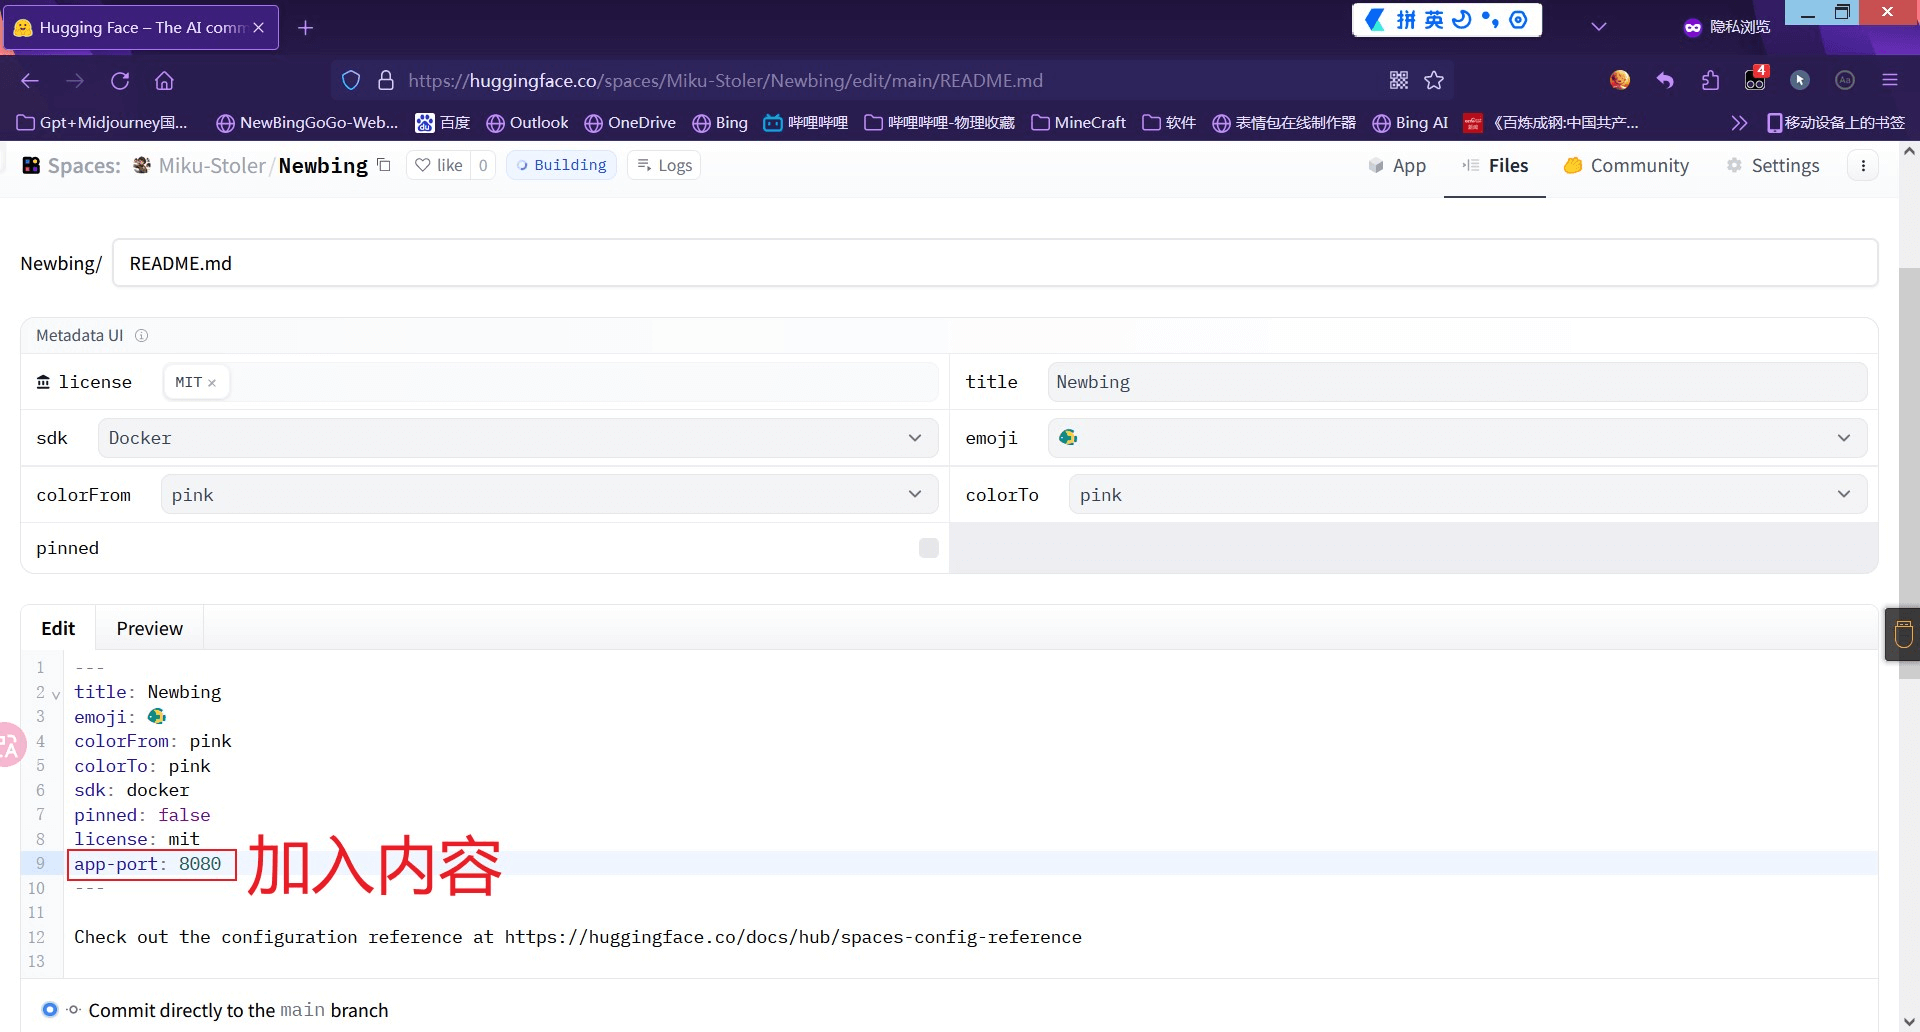 Hugging Face – The AI comm
拼 英
隐私浏览
https://huggingface.co/spaces/Miku-Stoler/Newbing/edit/main/README.md
4
Aa
Gpt+Midjourney国... NewBingGoGo-Web... 百度 Outlook OneDrive Bing 哔哩哔哩 哔哩哔哩-物理收藏 MineCraft 软件 表情包在线制作器 Bing AI 《百炼成钢:中国共产... 移动设备上的书签
Spaces: Miku-Stoler/Newbing like 0 Building Logs App Files Community Settings
Newbing/ README.md
Metadata UI
license MIT × title Newbing
sdk Docker emoji
colorFrom pink colorTo pink
pinned
Edit Preview
1 ---
2 title: Newbing
3 emoji: 🐠
4 colorFrom: pink
5 colorTo: pink
6 sdk: docker
7 pinned: false
8 license: mit
9 app-port: 8080 加入内容
10 ---
11
12 Check out the configuration reference at https://huggingface.co/docs/hub/spaces-config-reference
13
Commit directly to the main branch